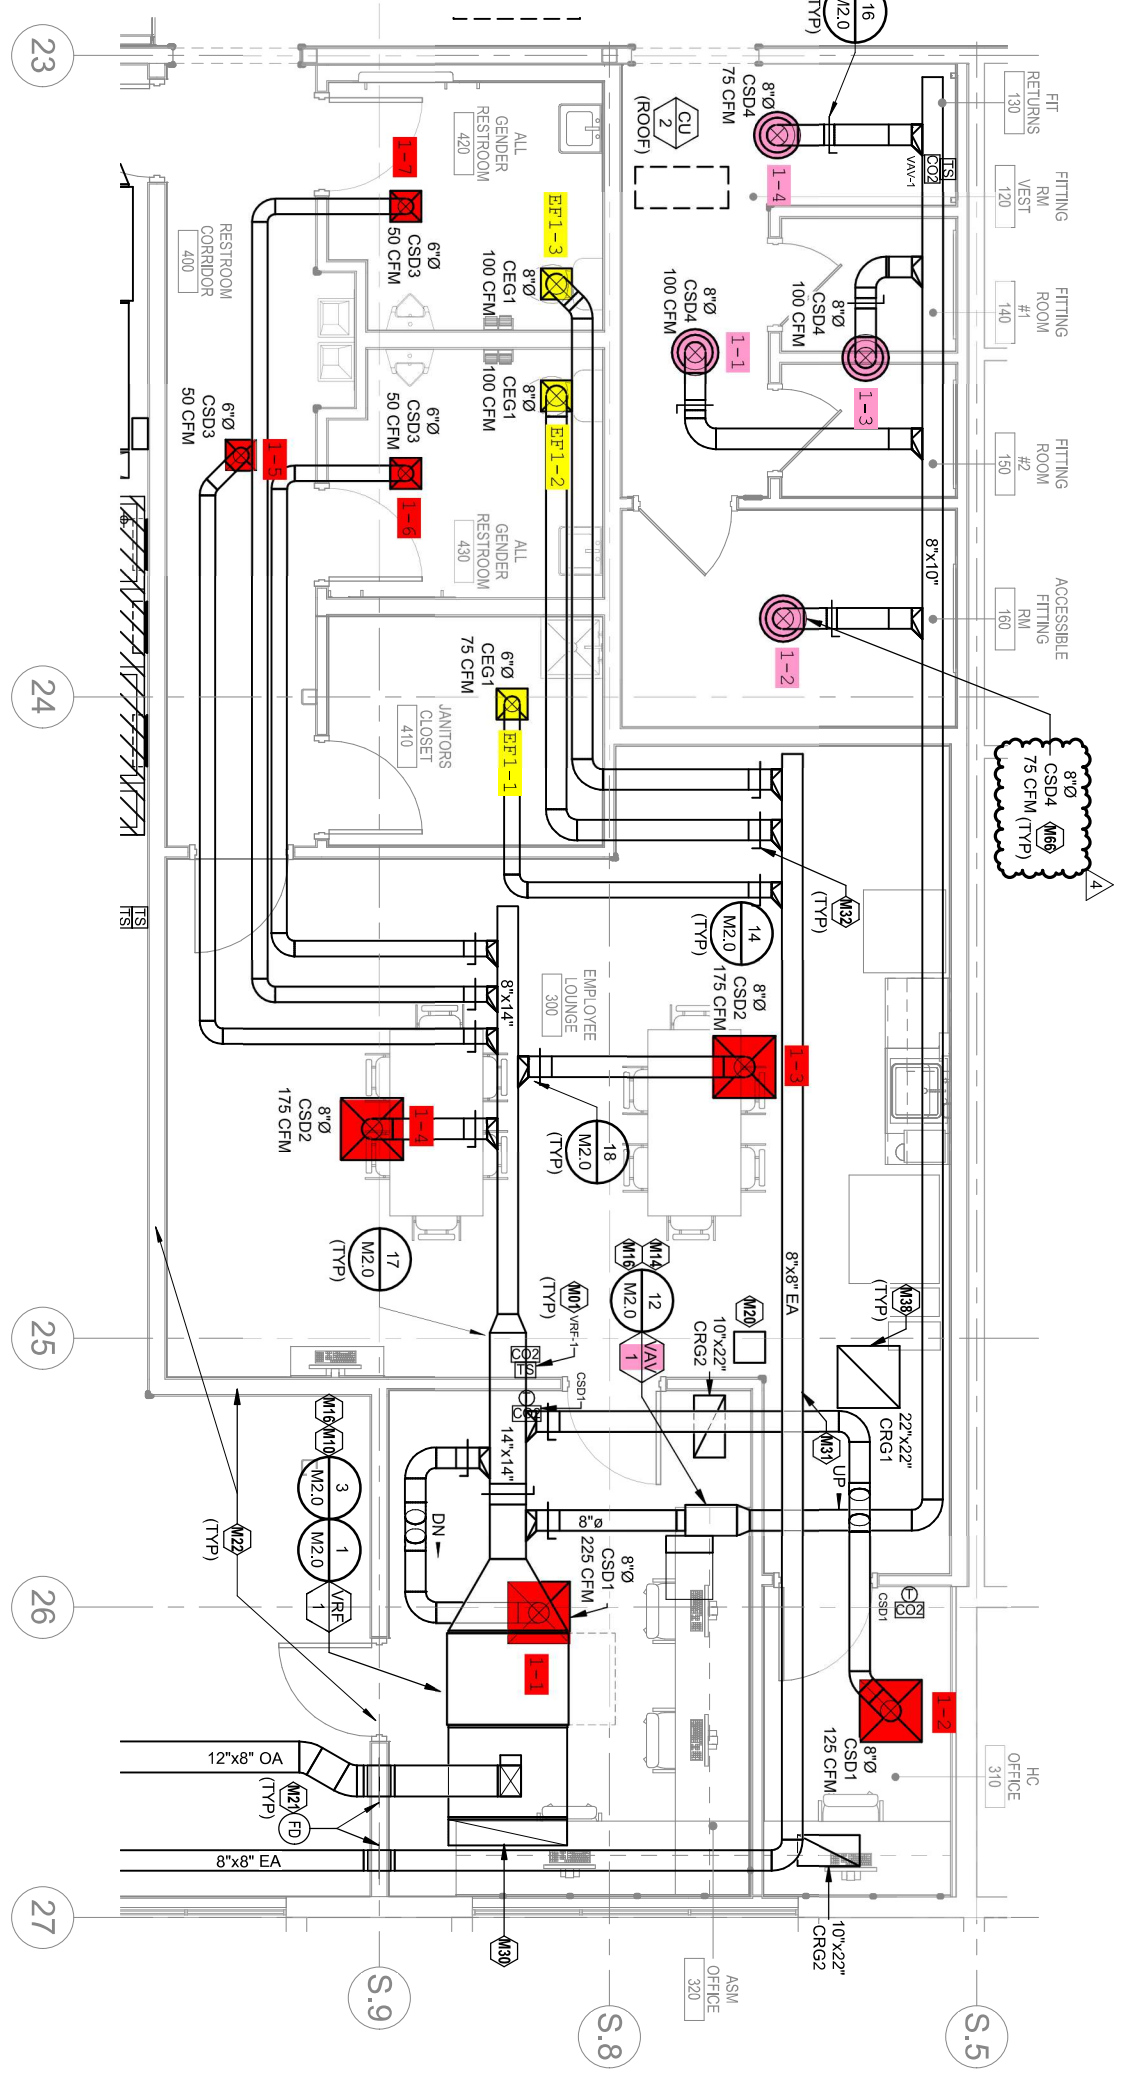 16
M2.0
(TYP)
23
24
25
26
27
S.5
S.8
S.9
FIT
RETURNS
130
FITTING
RM
VEST
120
FITTING
ROOM
#1
140
FITTING
ROOM
#2
150
ACCESSIBLE
FITTING
RM
160
8"Ø
CSD4
75 CFM
1-4
CU
2
(ROOF)
TS
CO2
VAV-1
8"Ø
CSD4
100 CFM
1-3
8"Ø
CSD4
100 CFM
1-1
8"x10"
1-2
8"Ø
CSD4
75 CFM (TYP)
M66
4
ALL
GENDER
RESTROOM
420
1-7
6"Ø
CSD3
50 CFM
EF1-3
8"Ø
CEG1
100 CFM
RESTROOM
CORRIDOR
400
8"Ø
CEG1
100 CFM
EF1-2
6"Ø
CSD3
50 CFM
1-6
6"Ø
CSD3
50 CFM
1-5
ALL
GENDER
RESTROOM
430
6"Ø
CEG1
75 CFM
EF1-1
JANITORS
CLOSET
410
TS
TS
M32
(TYP)
14
M2.0
(TYP)
8"Ø
CSD2
175 CFM
1-3
EMPLOYEE
LOUNGE
300
8"x14"
8"Ø
CSD2
175 CFM
1-4
18
M2.0
(TYP)
17
M2.0
(TYP)
8"x8" EA
M16
M14
12
M2.0
VAV
1
M20
M38
(TYP)
22"x22"
CRG1
M01
(TYP)
VRF-1
CO2
TS
CSD1
T
CO2
10"x22"
CRG2
M31
UP
14"x14"
DN
8"Ø
8"Ø
CSD1
225 CFM
1-1
M16
M10
3
M2.0
1
M2.0
VRF
1
M22
(TYP)
T
CO2
CSD1
1-2
8"Ø
CSD1
125 CFM
HC
OFFICE
310
12"x8" OA
M21
(TYP)
FD
8"x8" EA
M30
10"x22"
CRG2
ASM
OFFICE
320